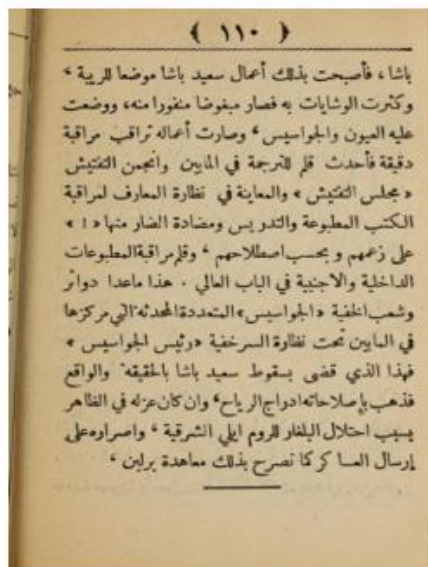 ﴿ ١١٠ ﴾
باشا ، فأصبحت بذلك أعمال سعيد باشا موضعا للريبة ،
وكثرت الوشايات به فصار مبغوضا منفورا منه، ووضعت
عليه العيون والجواسيس ، وصارت أعماله تراقب مراقبة
دقيقة فأحدث قلم للترجمة في المابين وانجمن التفتيش
«مجلس التفتيش» والمعاينة في نظارة المعارف لمراقبة
الكتب المطبوعة والتدريس ومضادة الضار منها «١»
على زعمهم وبحسب اصطلاحهم ، وقلم مراقبة المطبوعات
الداخلية والاجنبية في الباب العالي . هذا ماعدا دوائر
وشعب الخفية «الجواسيس» المتعددة المحدثة التي مركزها
في المابين تحت نظارة السرخفية «رئيس الجواسيس»
فهذا الذي قضى بسقوط سعيد باشا بالحقيقة والواقع
فذهب بإصلاحاته ادراج الرياح ، وان كان عزله في الظاهر
بسبب احتلال البلغار للروم ايلي الشرقية ، واصراره على
إرسال العساكر كما تصرح بذلك معاهدة برلين ،